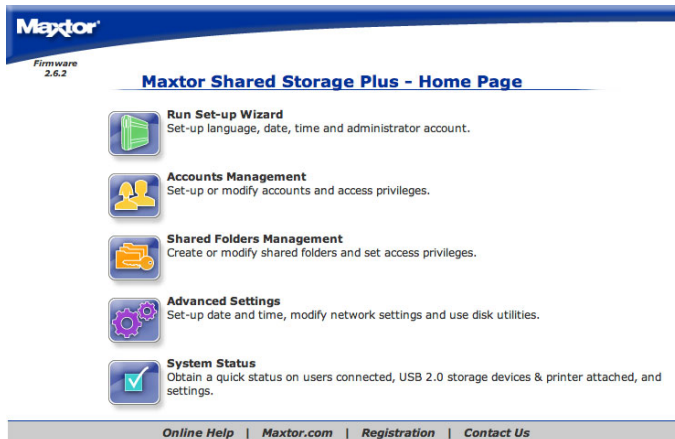 Maxtor
Firmware
2.6.2
Maxtor Shared Storage Plus - Home Page
Run Set-up Wizard
Set-up language, date, time and administrator account.
Accounts Management
Set-up or modify accounts and access privileges.
Shared Folders Management
Create or modify shared folders and set access privileges.
Advanced Settings
Set-up date and time, modify network settings and use disk utilities.
System Status
Obtain a quick status on users connected, USB 2.0 storage devices & printer attached, and
settings.
Online Help | Maxtor.com | Registration | Contact Us